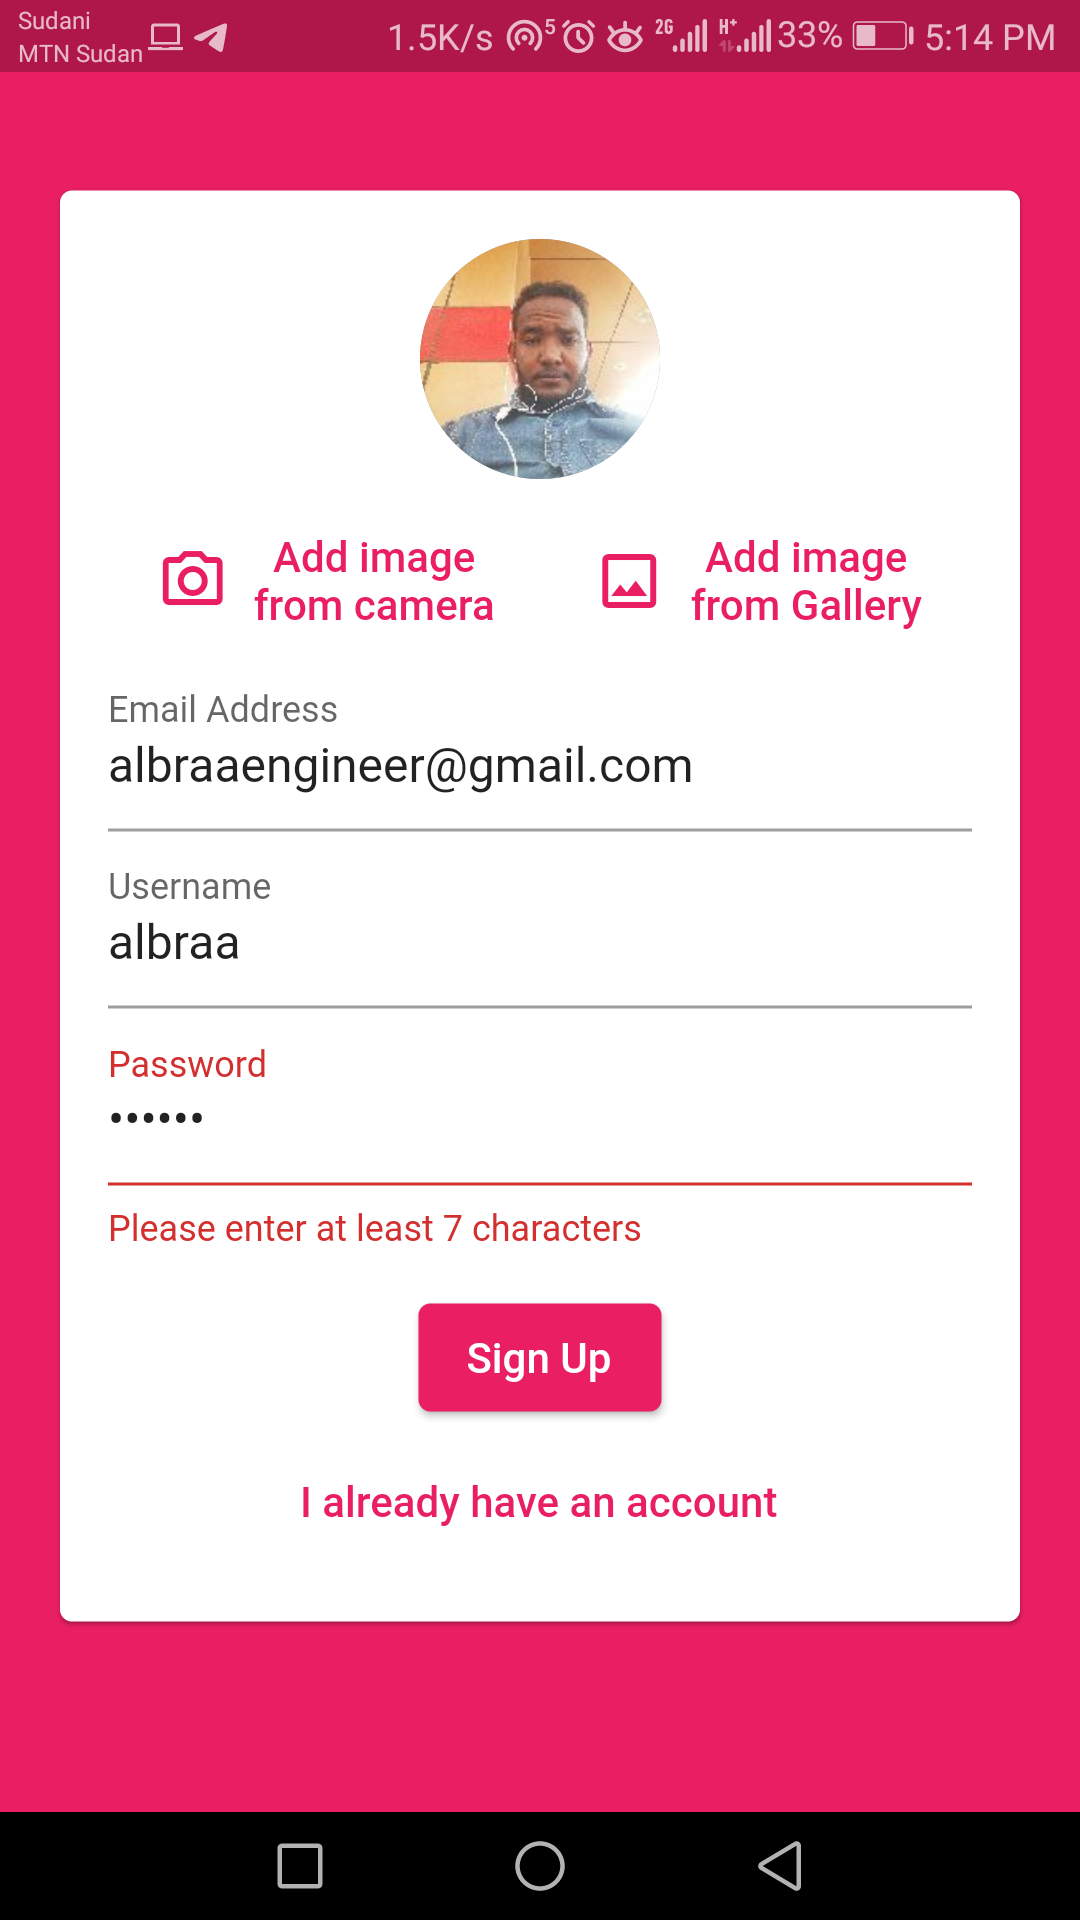 Sudani
MTN Sudan
1.5K/s 5 2G H+ 33% 5:14 PM
Add image from camera
Add image from Gallery
Email Address
albraaengineer@gmail.com
Username
albraa
Password
••••••
Please enter at least 7 characters
Sign Up
I already have an account